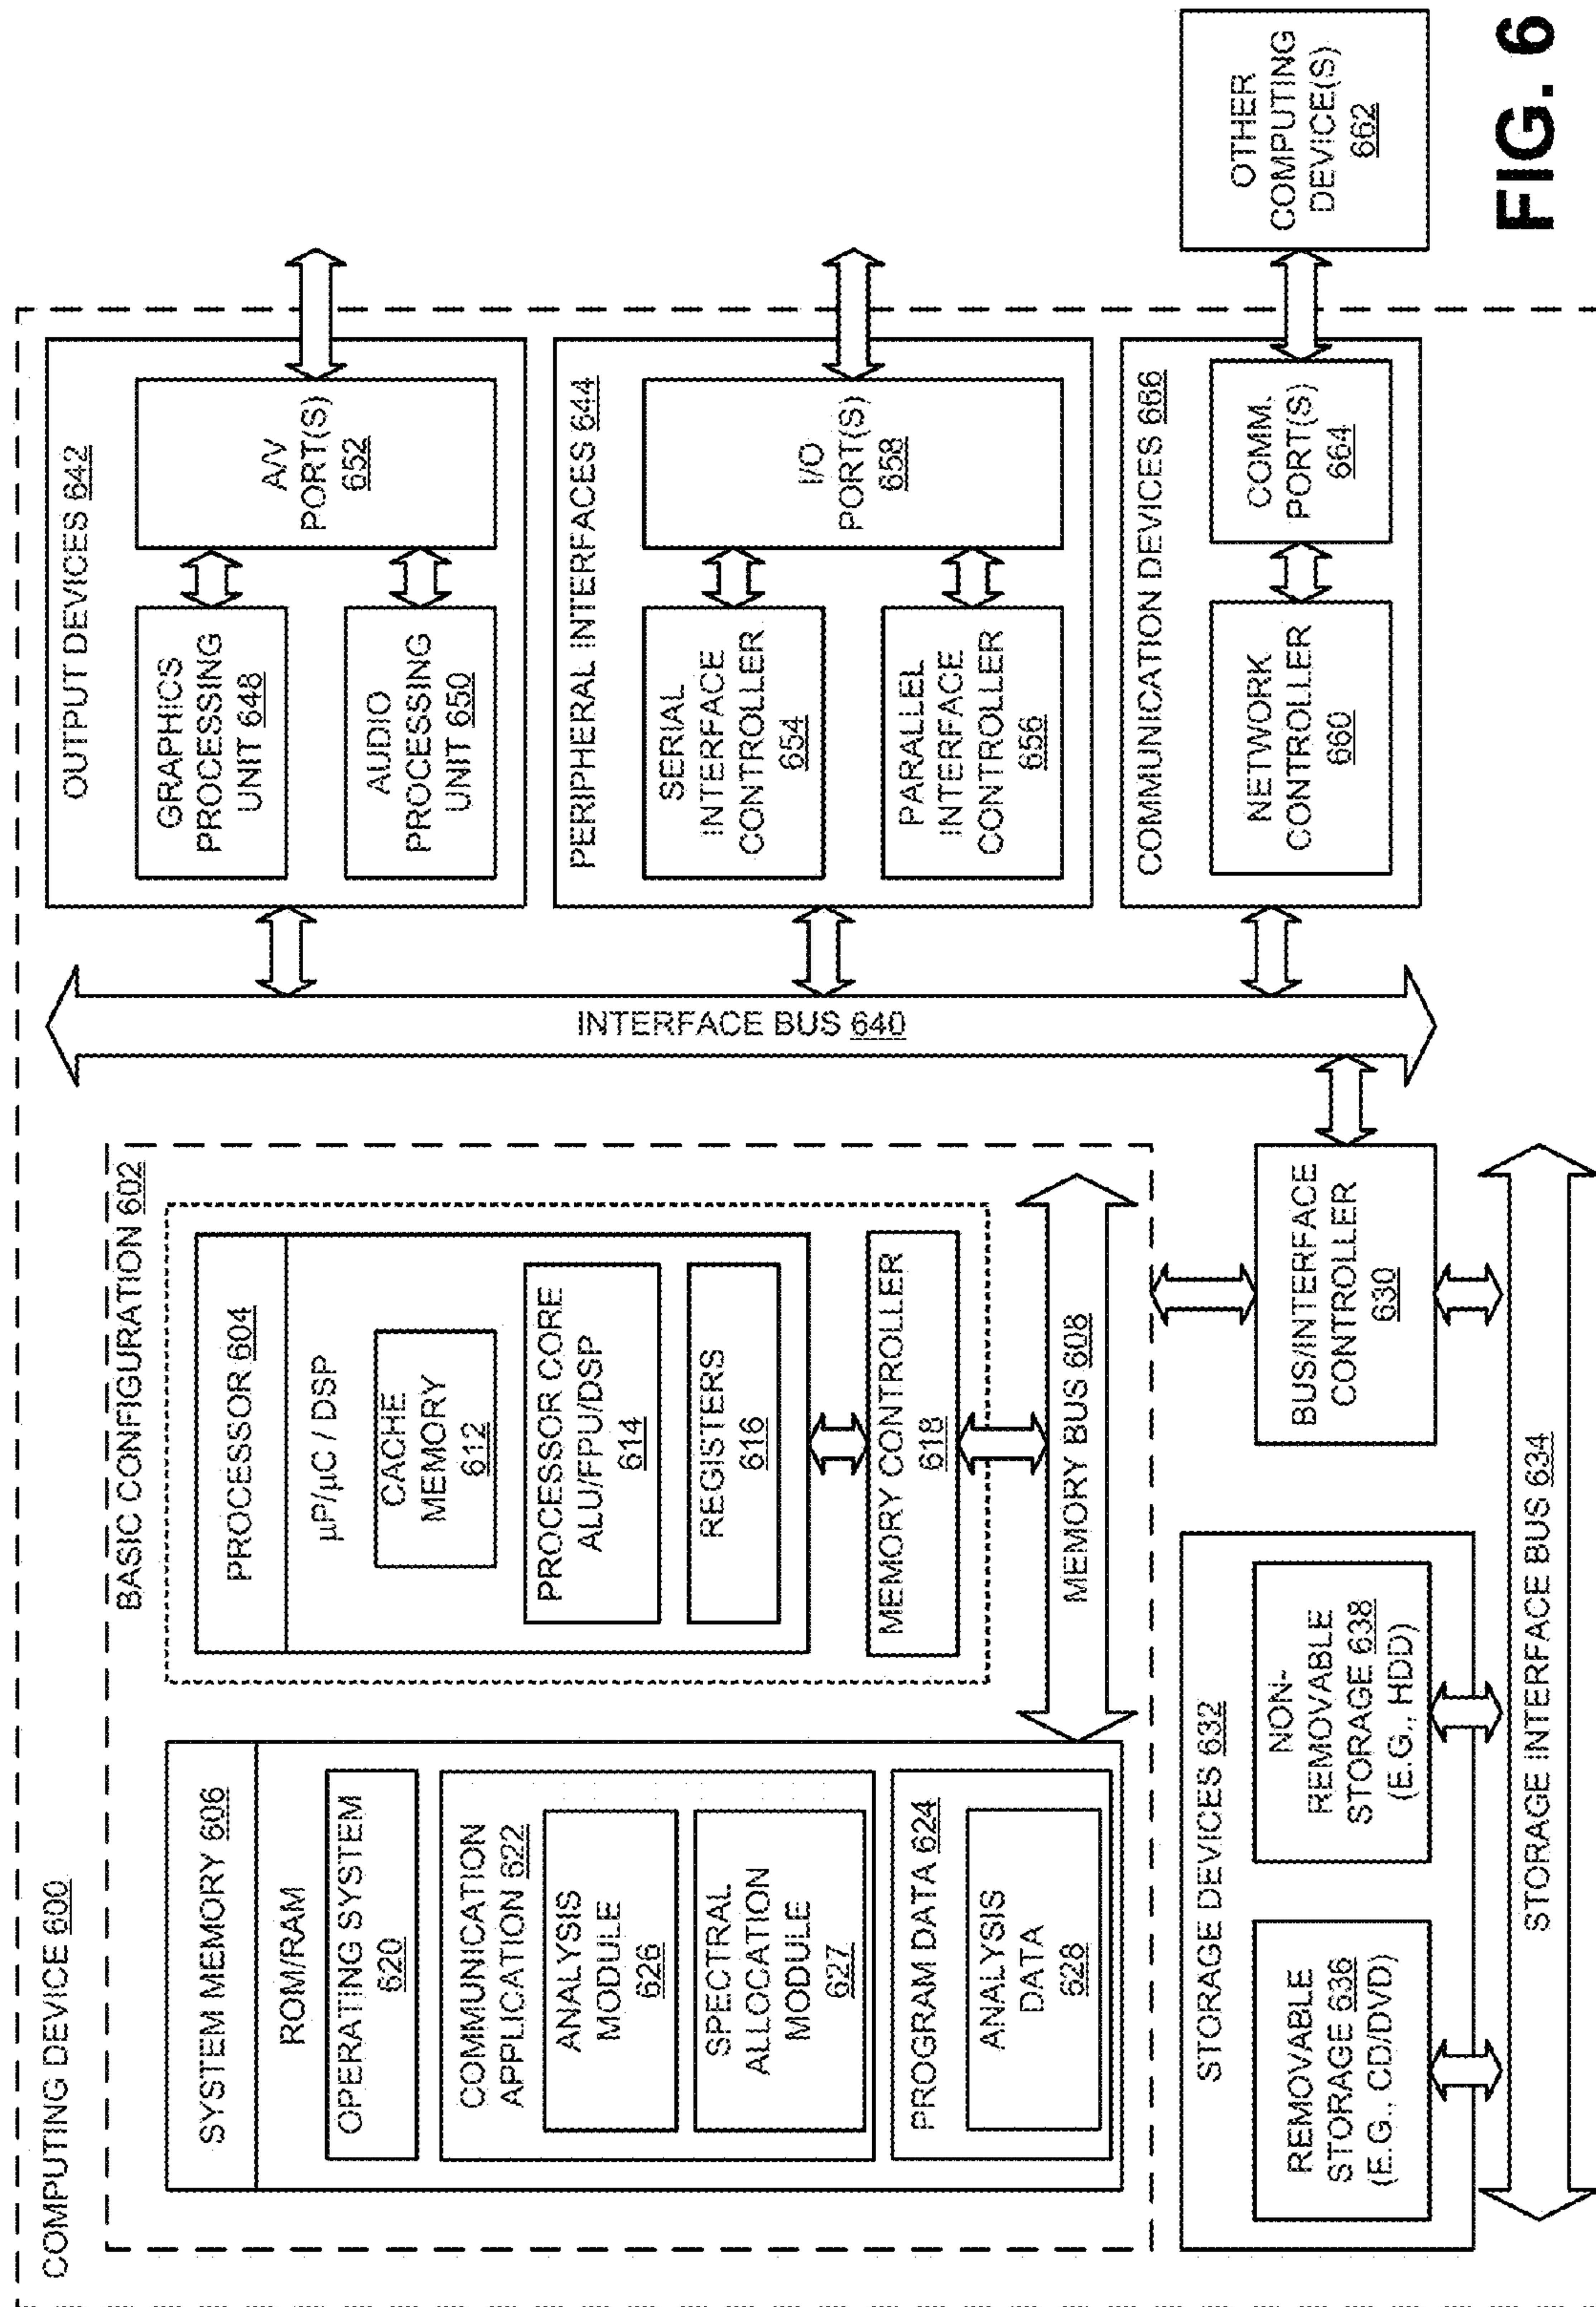 COMPUTING DEVICE 600
BASIC CONFIGURATION 602
SYSTEM MEMORY 606
ROM/RAM
OPERATING SYSTEM
620
COMMUNICATION
APPLICATION 622
ANALYSIS
MODULE
626
SPECTRAL
ALLOCATION
MODULE
627
PROGRAM DATA 624
ANALYSIS
DATA
628
PROCESSOR 604
µP/µC / DSP
CACHE
MEMORY
612
PROCESSOR CORE
ALU/FPU/DSP
614
REGISTERS
616
MEMORY CONTROLLER
618
MEMORY BUS 608
BUS/INTERFACE
CONTROLLER
630
STORAGE DEVICES 632
REMOVABLE
STORAGE 636
(E.G., CD/DVD)
NON-
REMOVABLE
STORAGE 638
(E.G., HDD)
STORAGE INTERFACE BUS 634
INTERFACE BUS 640
OUTPUT DEVICES 642
GRAPHICS
PROCESSING
UNIT 648
AUDIO
PROCESSING
UNIT 650
A/V
PORT(S)
652
PERIPHERAL INTERFACES 644
SERIAL
INTERFACE
CONTROLLER
654
PARALLEL
INTERFACE
CONTROLLER
656
I/O
PORT(S)
658
COMMUNICATION DEVICES 666
NETWORK
CONTROLLER
660
COMM.
PORT(S)
664
OTHER
COMPUTING
DEVICE(S)
662
FIG. 6